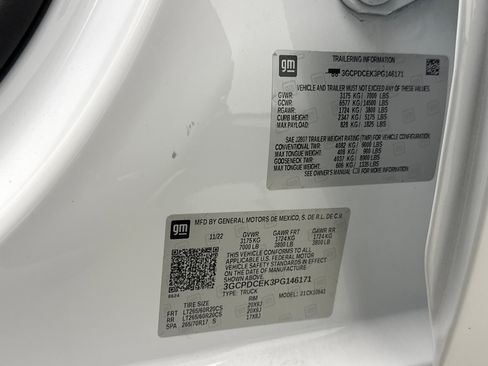 gm
TRAILERING INFORMATION
3GCPDCEK3PG146171
VEHICLE AND TRAILER MUST NOT EXCEED ANY OF THESE VALUES
GVWR: 3175 KG/ 7000 LBS
GCWR: 6577 KG/ 14500 LBS
RGAWR: 1724 KG/ 3800 LBS
CURB WEIGHT: 2347 KG/ 5175 LBS
MAX PAYLOAD: 828 KG/ 1825 LBS
SAE J2807 TRAILER WEIGHT RATING (TWR) FOR VEHICLE CONFIGURATION.
CONVENTIONAL TWR: 4082 KG/ 9000 LBS
MAX TONGUE WEIGHT: 408 KG/ 900 LBS
GOOSENECK TWR: 4037 KG/ 8900 LBS
MAX TONGUE WEIGHT: 606 KG/ 1335 LBS
SEE OWNER'S MANUAL FOR MORE INFORMATION.
gm
MFD BY GENERAL MOTORS DE MEXICO, S. DE R.L. DE C.V.
11/22 GVWR GAWR FRT GAWR RR
3175 KG 1724 KG 1724 KG
7000 LB 3800 LB 3800 LB
THIS VEHICLE CONFORMS TO ALL
APPLICABLE U.S. FEDERAL MOTOR
VEHICLE SAFETY STANDARDS IN EFFECT
ON THE DATE OF MANUFACTURE
SHOWN ABOVE.
3GCPDCEK3PG146171
TYPE: TRUCK
TIRE SIZE RIM
FRT LT265/60R20CS 20X9J
RR LT265/60R20CS 20X9J
SPA 265/70R17 S 17X8J